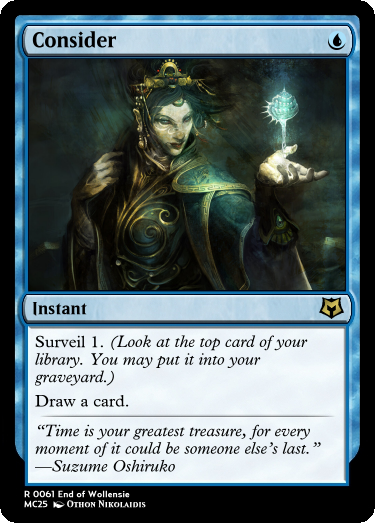 Consider
Instant
Surveil 1. (Look at the top card of your
library. You may put it into your
graveyard.)
Draw a card.
“Time is your greatest treasure, for every
moment of it could be someone else’s last.”
—Suzume Oshiruko
R 0061 End of Wollensie
MC25 Othon Nikolaidis